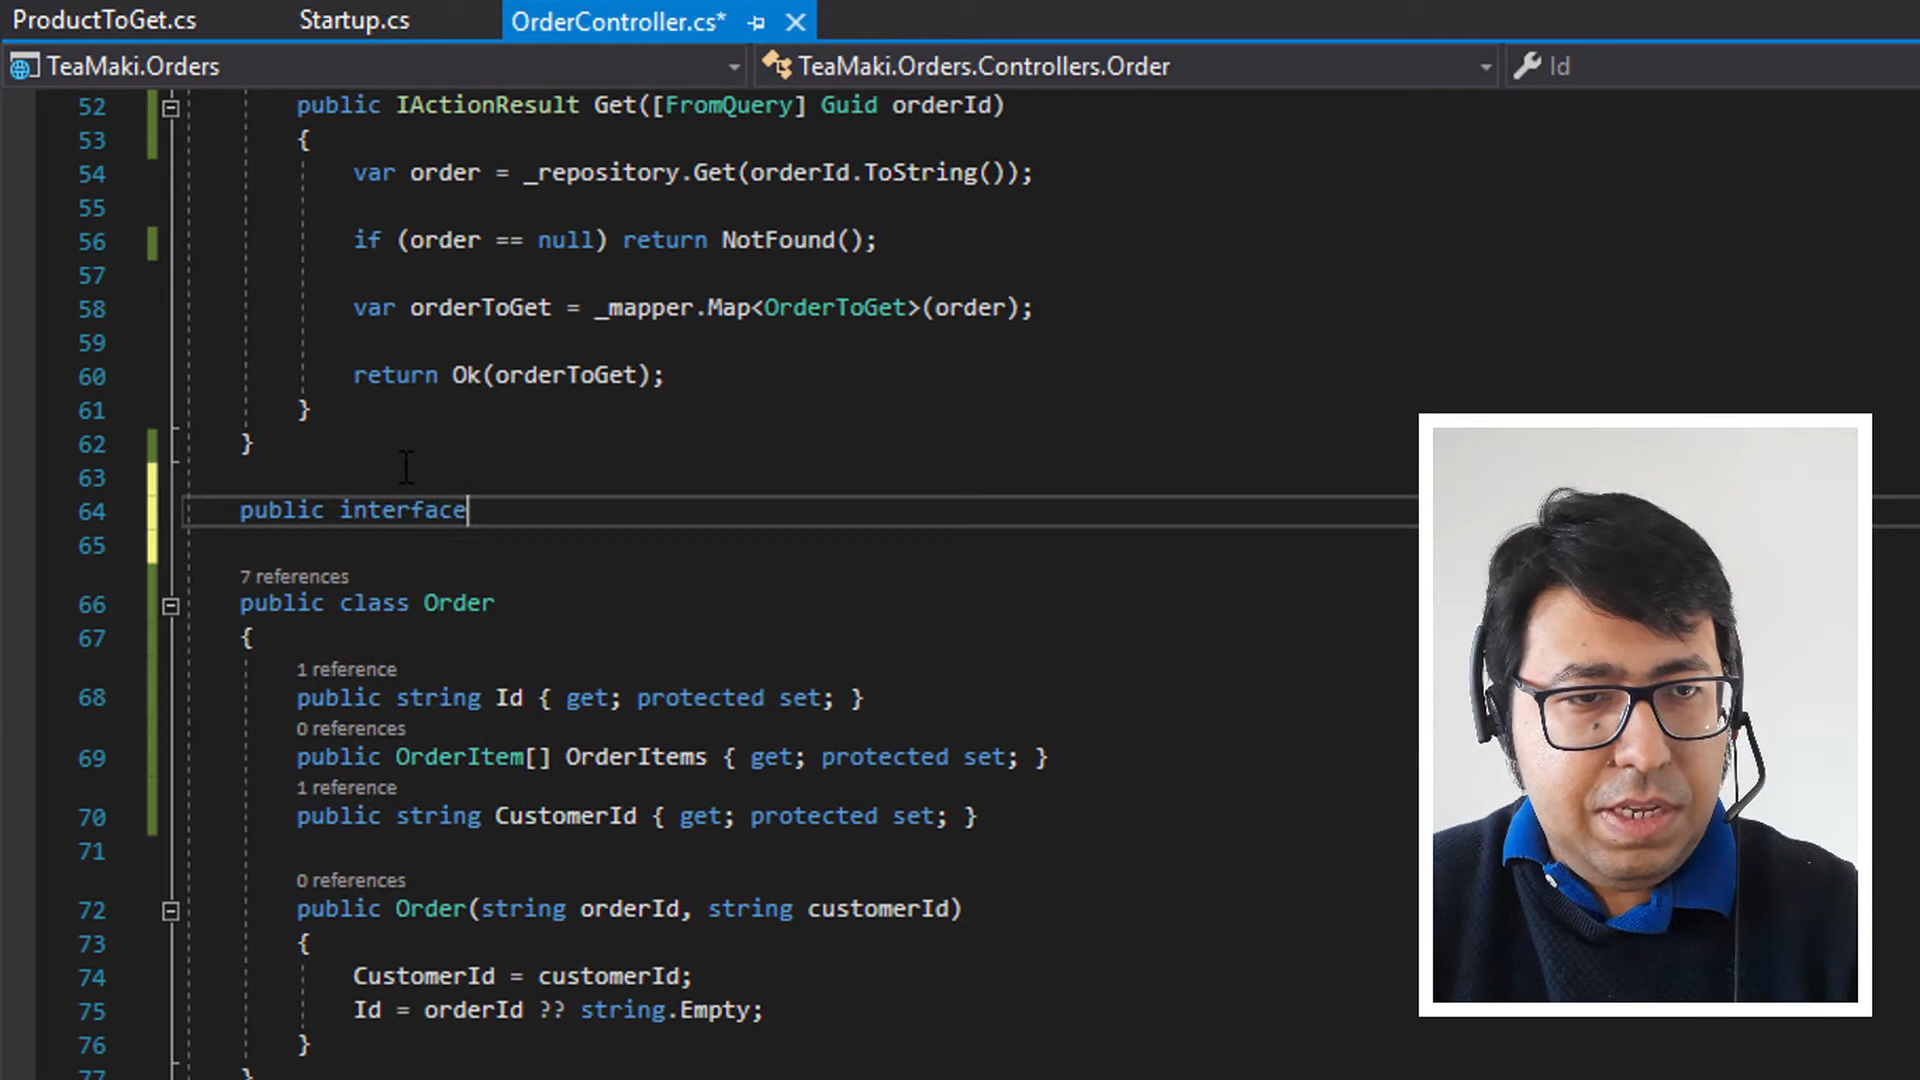 ProductToGet.cs Startup.cs OrderController.cs*
TeaMaki.Orders TeaMaki.Orders.Controllers.Order Id
52 public IActionResult Get([FromQuery] Guid orderId)
53 {
54 var order = _repository.Get(orderId.ToString());
55
56 if (order == null) return NotFound();
57
58 var orderToGet = _mapper.Map<OrderToGet>(order);
59
60 return Ok(orderToGet);
61 }
62 }
63
64 public interface
65
7 references
66 public class Order
67 {
1 reference
68 public string Id { get; protected set; }
0 references
69 public OrderItem[] OrderItems { get; protected set; }
1 reference
70 public string CustomerId { get; protected set; }
71
0 references
72 public Order(string orderId, string customerId)
73 {
74 CustomerId = customerId;
75 Id = orderId ?? string.Empty;
76 }
77 }